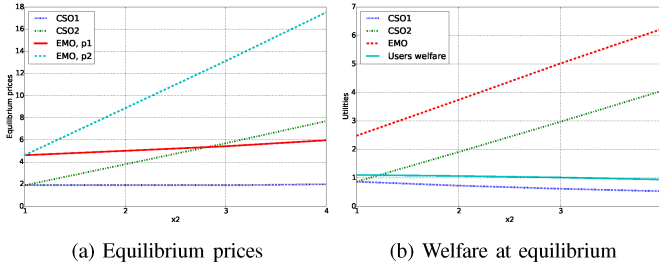 18
16
14
12
10
8
6
4
2
0
Equilibrium prices
CSO1
CSO2
EMO, p1
EMO, p2
1
2
3
4
x2
(a) Equilibrium prices
7
6
5
4
3
2
1
0
Utilities
CSO1
CSO2
EMO
Users welfare
1
2
3
x2
(b) Welfare at equilibrium